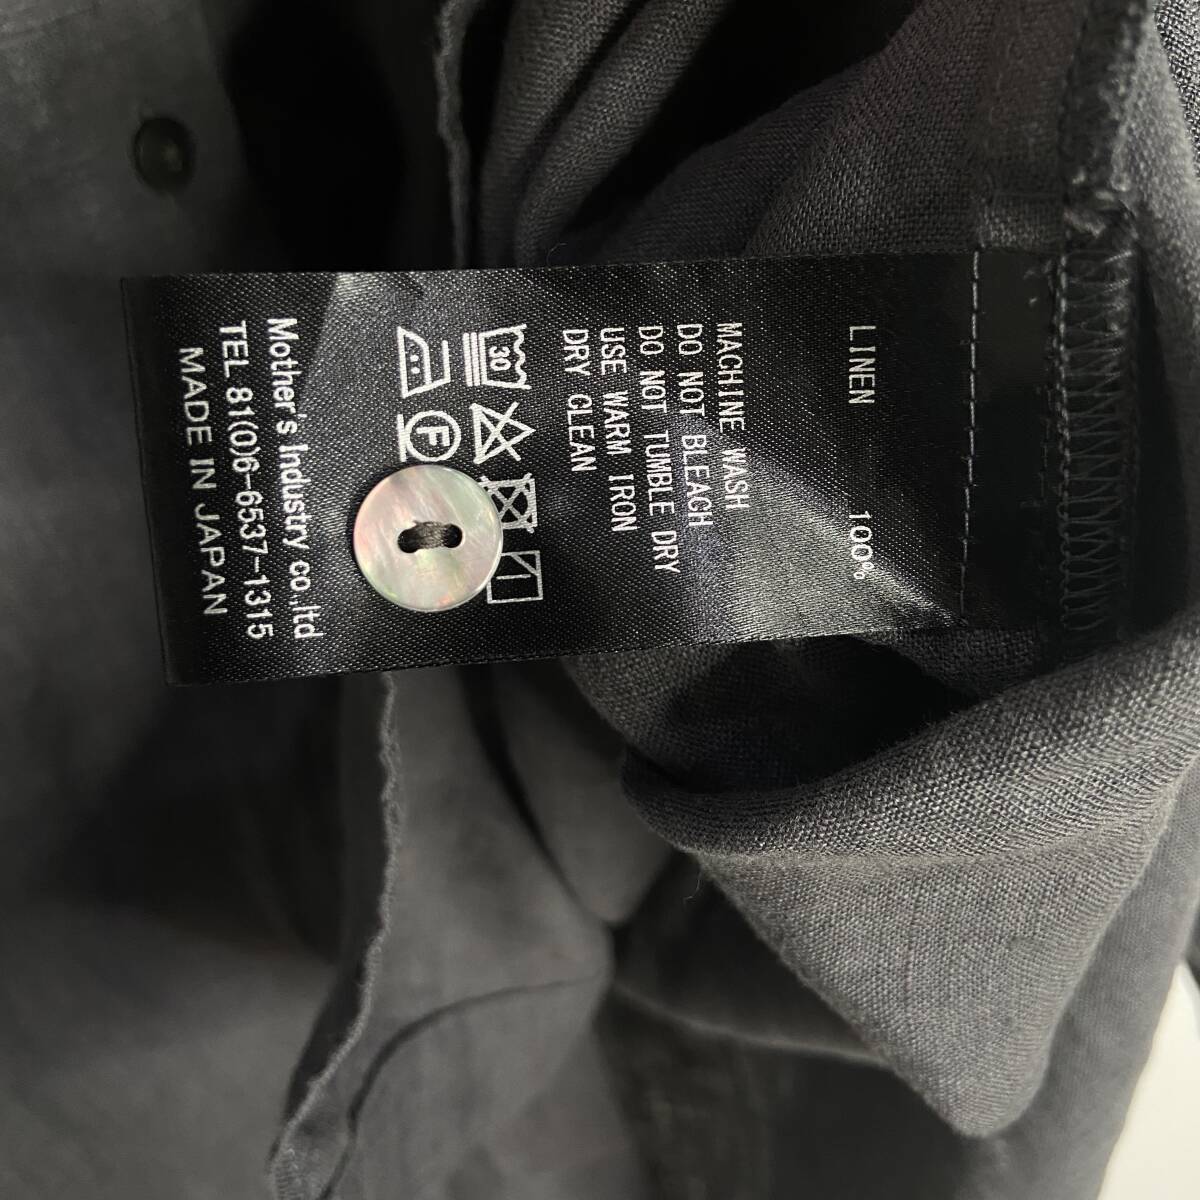 LINEN 100%
MACHINE WASH
DO NOT BLEACH
DO NOT TUMBLE DRY
USE WARM IRON
DRY CLEAN
30
F
Mother's Industry co.,ltd
TEL 81(0)6-6537-1315
MADE IN JAPAN